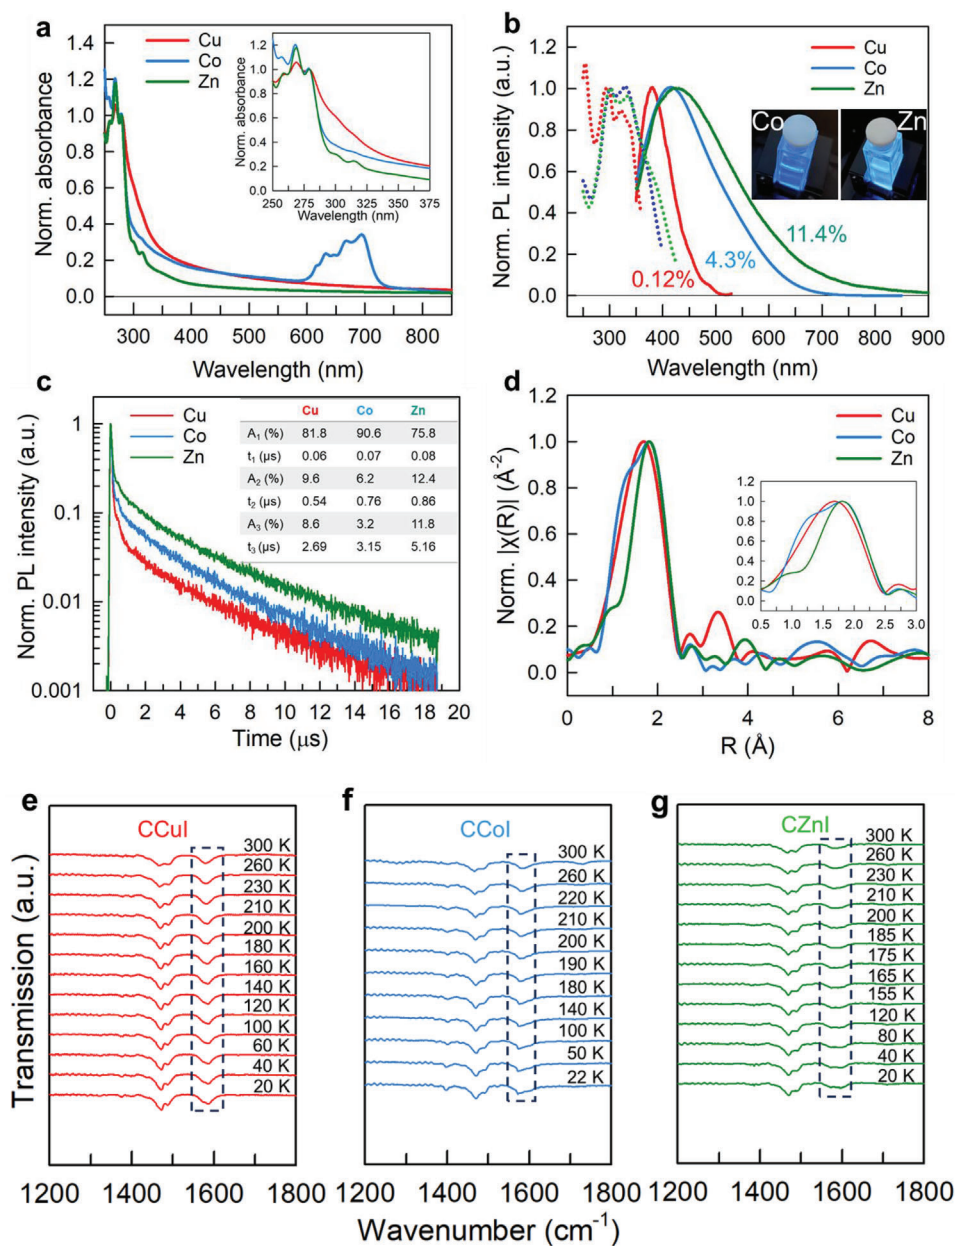 a
Cu
Co
Zn
1.4
1.2
1.0
0.8
0.6
0.4
0.2
0.0
Norm. absorbance
300 400 500 600 700 800
Wavelength (nm)
1.2
1.0
0.8
0.6
0.4
0.2
0.0
Norm. absorbance
250 275 300 325 350 375
Wavelength (nm)
b
Cu
Co
Zn
1.2
1.0
0.8
0.6
0.4
0.2
0.0
Norm. PL intensity (a.u.)
Co
Zn
11.4%
4.3%
0.12%
300 400 500 600 700 800 900
Wavelength (nm)
c
Cu
Co
Zn
1
0.1
0.01
0.001
Norm. PL intensity (a.u.)
Cu Co Zn
A1 (%) 81.8 90.6 75.8
t1 (μs) 0.06 0.07 0.08
A2 (%) 9.6 6.2 12.4
t2 (μs) 0.54 0.76 0.86
A3 (%) 8.6 3.2 11.8
t3 (μs) 2.69 3.15 5.16
0 2 4 6 8 10 12 14 16 18 20
Time (μs)
d
Cu
Co
Zn
1.2
1.0
0.8
0.6
0.4
0.2
0.0
Norm. |χ(R)| (Å-2)
1.2
1.0
0.8
0.6
0.4
0.2
0.0
0.5 1.0 1.5 2.0 2.5 3.0
0 2 4 6 8
R (Å)
e
CCuI
300 K
260 K
230 K
210 K
200 K
180 K
160 K
140 K
120 K
100 K
60 K
40 K
20 K
Transmission (a.u.)
1200 1400 1600 1800
f
CCoI
300 K
260 K
220 K
210 K
200 K
190 K
180 K
140 K
100 K
50 K
22 K
1200 1400 1600 1800
g
CZnI
300 K
260 K
230 K
210 K
200 K
185 K
175 K
165 K
155 K
120 K
80 K
40 K
20 K
1200 1400 1600 1800
Wavenumber (cm-1)